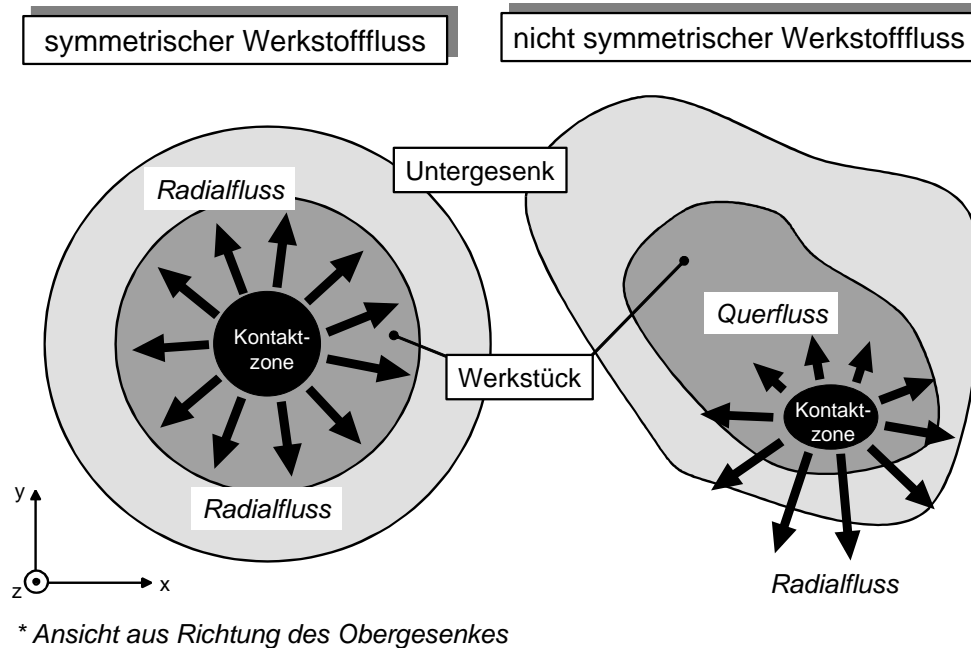 symmetrischer Werkstofffluss
nicht symmetrischer Werkstofffluss
Untergesenk
Radialfluss
Querfluss
Kontakt-
zone
Werkstück
Kontakt-
zone
Radialfluss
Radialfluss
y
z
x
* Ansicht aus Richtung des Obergesenkes